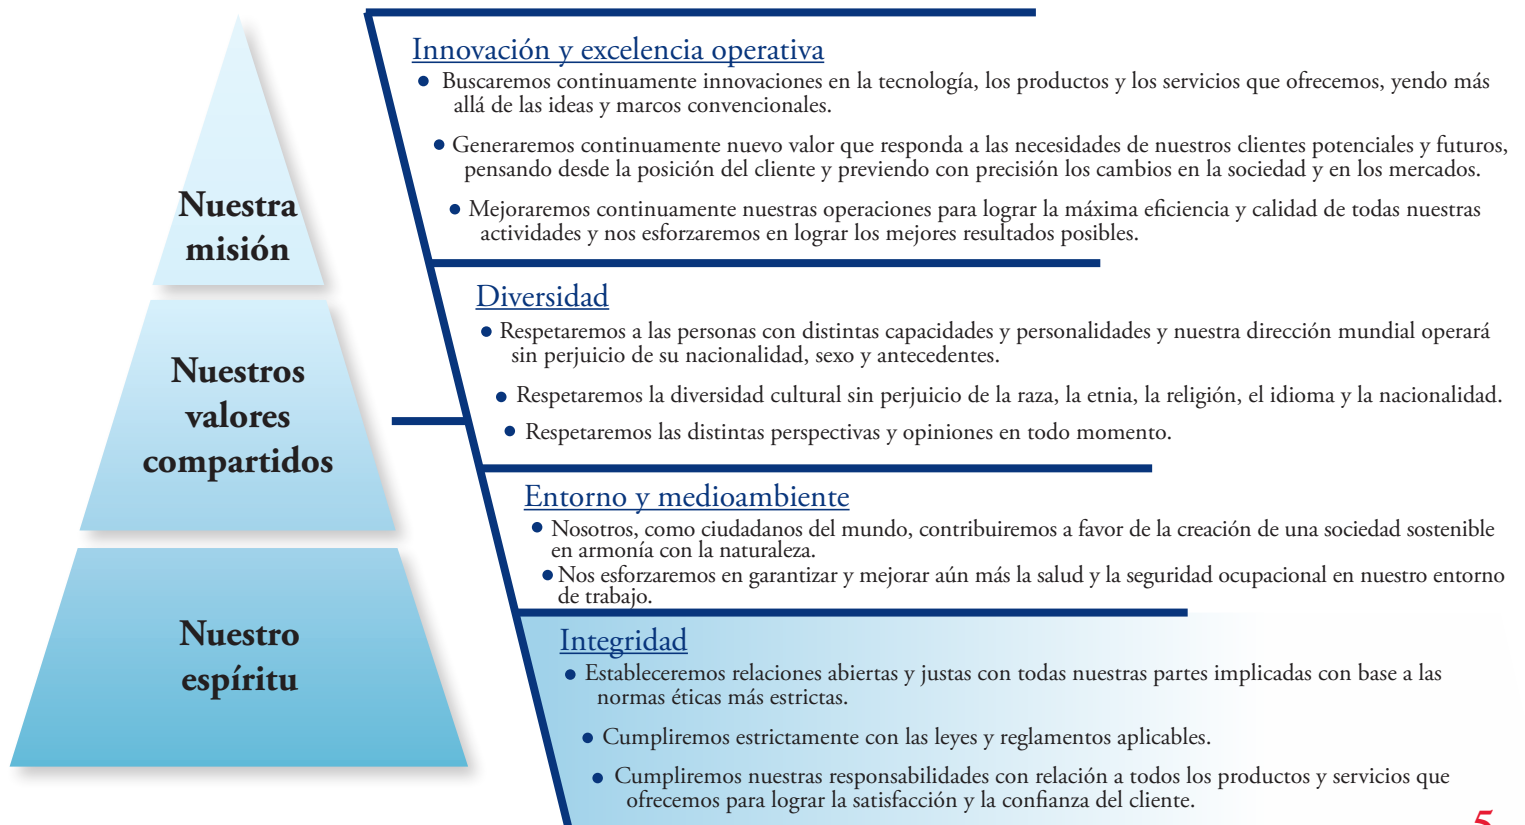 Nuestra
misión
Nuestros
valores
compartidos
Nuestro
espíritu
Innovación y excelencia operativa
• Buscaremos continuamente innovaciones en la tecnología, los productos y los servicios que ofrecemos, yendo más
allá de las ideas y marcos convencionales.
• Generaremos continuamente nuevo valor que responda a las necesidades de nuestros clientes potenciales y futuros,
pensando desde la posición del cliente y previendo con precisión los cambios en la sociedad y en los mercados.
• Mejoraremos continuamente nuestras operaciones para lograr la máxima eficiencia y calidad de todas nuestras
actividades y nos esforzaremos en lograr los mejores resultados posibles.
Diversidad
• Respetaremos a las personas con distintas capacidades y personalidades y nuestra dirección mundial operará
sin perjuicio de su nacionalidad, sexo y antecedentes.
• Respetaremos la diversidad cultural sin perjuicio de la raza, la etnia, la religión, el idioma y la nacionalidad.
• Respetaremos las distintas perspectivas y opiniones en todo momento.
Entorno y medioambiente
• Nosotros, como ciudadanos del mundo, contribuiremos a favor de la creación de una sociedad sostenible
en armonía con la naturaleza.
• Nos esforzaremos en garantizar y mejorar aún más la salud y la seguridad ocupacional en nuestro entorno
de trabajo.
Integridad
• Estableceremos relaciones abiertas y justas con todas nuestras partes implicadas con base a las
normas éticas más estrictas.
• Cumpliremos estrictamente con las leyes y reglamentos aplicables.
• Cumpliremos nuestras responsabilidades con relación a todos los productos y servicios que
ofrecemos para lograr la satisfacción y la confianza del cliente.
5